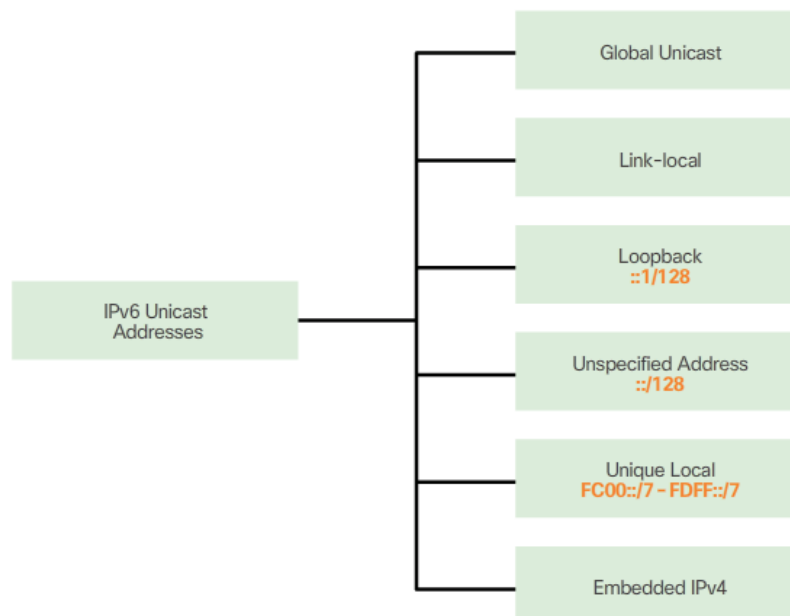 Global Unicast
Link-local
Loopback
::1/128
IPv6 Unicast
Addresses
Unspecified Address
::/128
Unique Local
FC00::/7 - FDFF::/7
Embedded IPv4